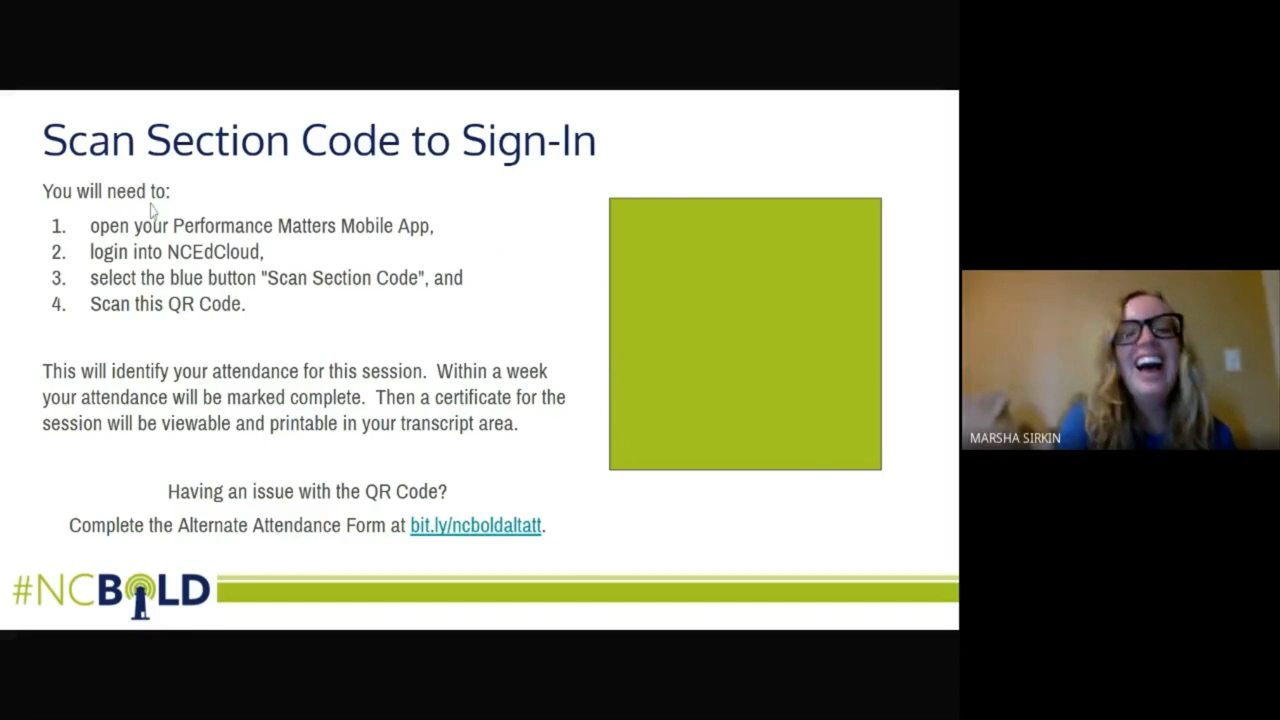 Scan Section Code to Sign-In
You will need to:
1. open your Performance Matters Mobile App,
2. login into NCEdCloud,
3. select the blue button "Scan Section Code", and
4. Scan this QR Code.
This will identify your attendance for this session. Within a week
your attendance will be marked complete. Then a certificate for the
session will be viewable and printable in your transcript area.
Having an issue with the QR Code?
Complete the Alternate Attendance Form at bit.ly/ncboldaltatt.
#NCBOLD
MARSHA SIRKIN